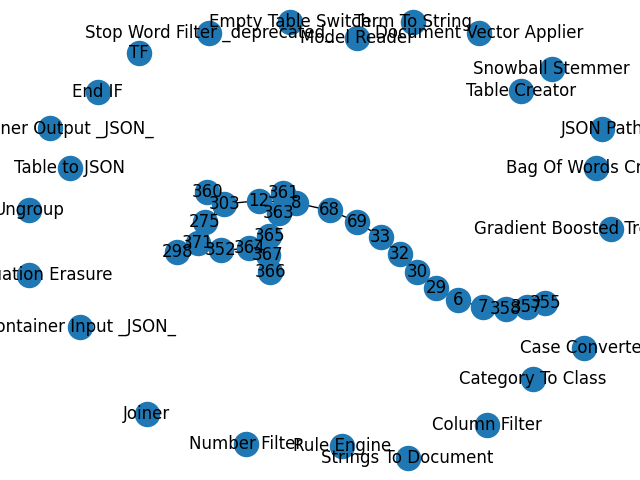 Empty Table Switch
Term To String
Stop Word Filter _deprecated_
Document Vector Applier
Model Reader
TF
Snowball Stemmer
End IF
Table Creator
ner Output _JSON_
JSON Path
Table to JSON
Bag Of Words Cr
Ungroup
Gradient Boosted Tre
360
361
303
12
8
363
68
275
69
365
33
371
352
364
298
367
32
366
30
29
6
7
358
357
355
uation Erasure
ontainer Input _JSON_
Case Converte
Category To Class
Joiner
Column Filter
Number Filter
Rule Engine
Strings To Document